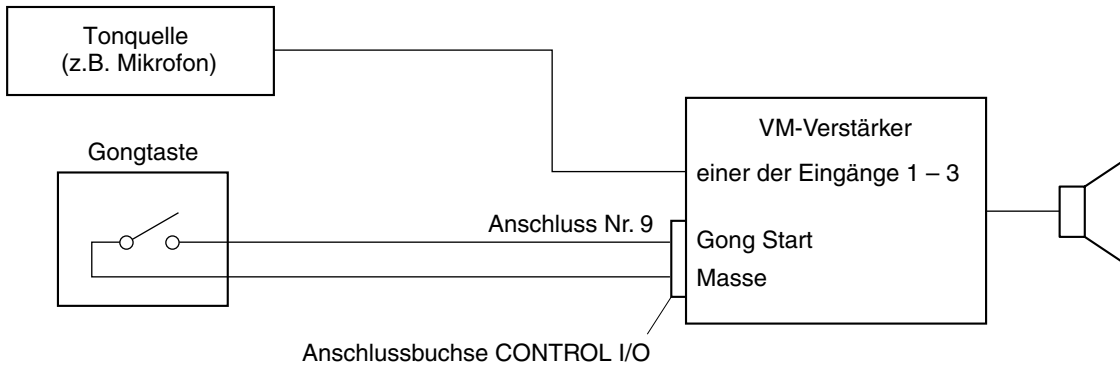 Tonquelle
(z.B. Mikrofon)
Gongtaste
VM-Verstärker
einer der Eingänge 1 – 3
Anschluss Nr. 9
Gong Start
Masse
Anschlussbuchse CONTROL I/O